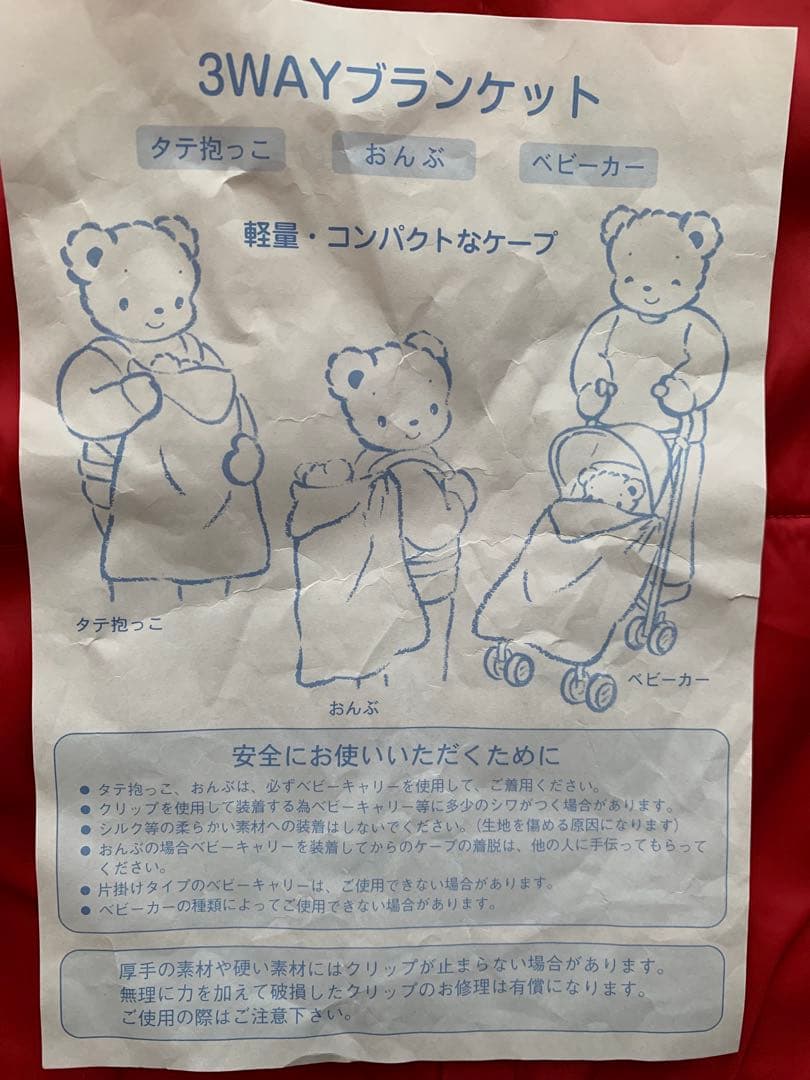 3WAYブランケット
タテ抱っこ
おんぶ
ベビーカー
軽量・コンパクトなケープ
タテ抱っこ
おんぶ
ベビーカー
安全にお使いいただくために
● タテ抱っこ、おんぶは、必ずベビーキャリーを使用して、ご着用ください。
● クリップを使用して装着する為ベビーキャリー等に多少のシワがつく場合があります。
● シルク等の柔らかい素材への装着はしないでください。(生地を傷める原因になります)
● おんぶの場合ベビーキャリーを装着してからのケープの着脱は、他の人に手伝ってもらって
ください。
● 片掛けタイプのベビーキャリーは、ご使用できない場合があります。
● ベビーカーの種類によってご使用できない場合があります。
厚手の素材や硬い素材にはクリップが止まらない場合があります。
無理に力を加えて破損したクリップのお修理は有償になります。
ご使用の際はご注意下さい。